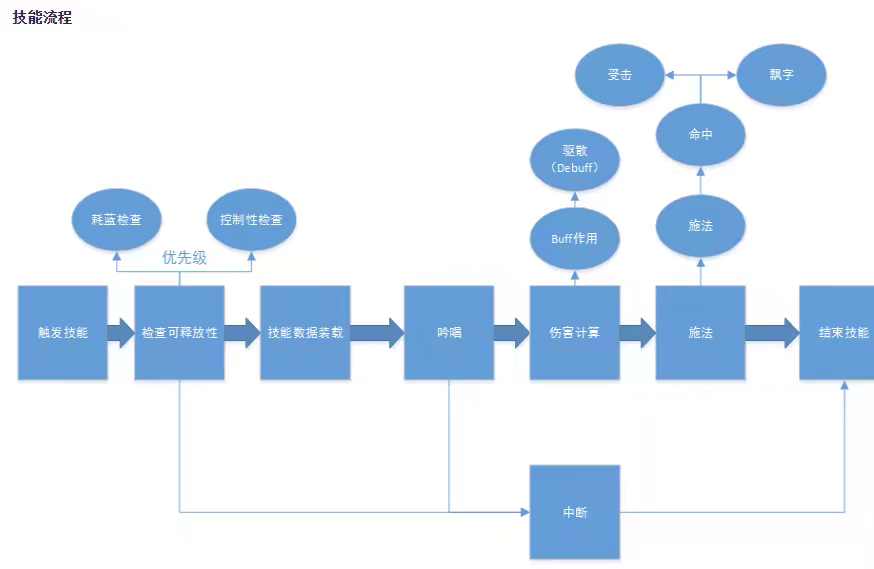 技能流程
受击
飘字
命中
驱散
（Debuff）
耗蓝检查
控制性检查
施法
Buff作用
优先级
触发技能
检查可释放性
技能数据装载
吟唱
伤害计算
施法
结束技能
中断